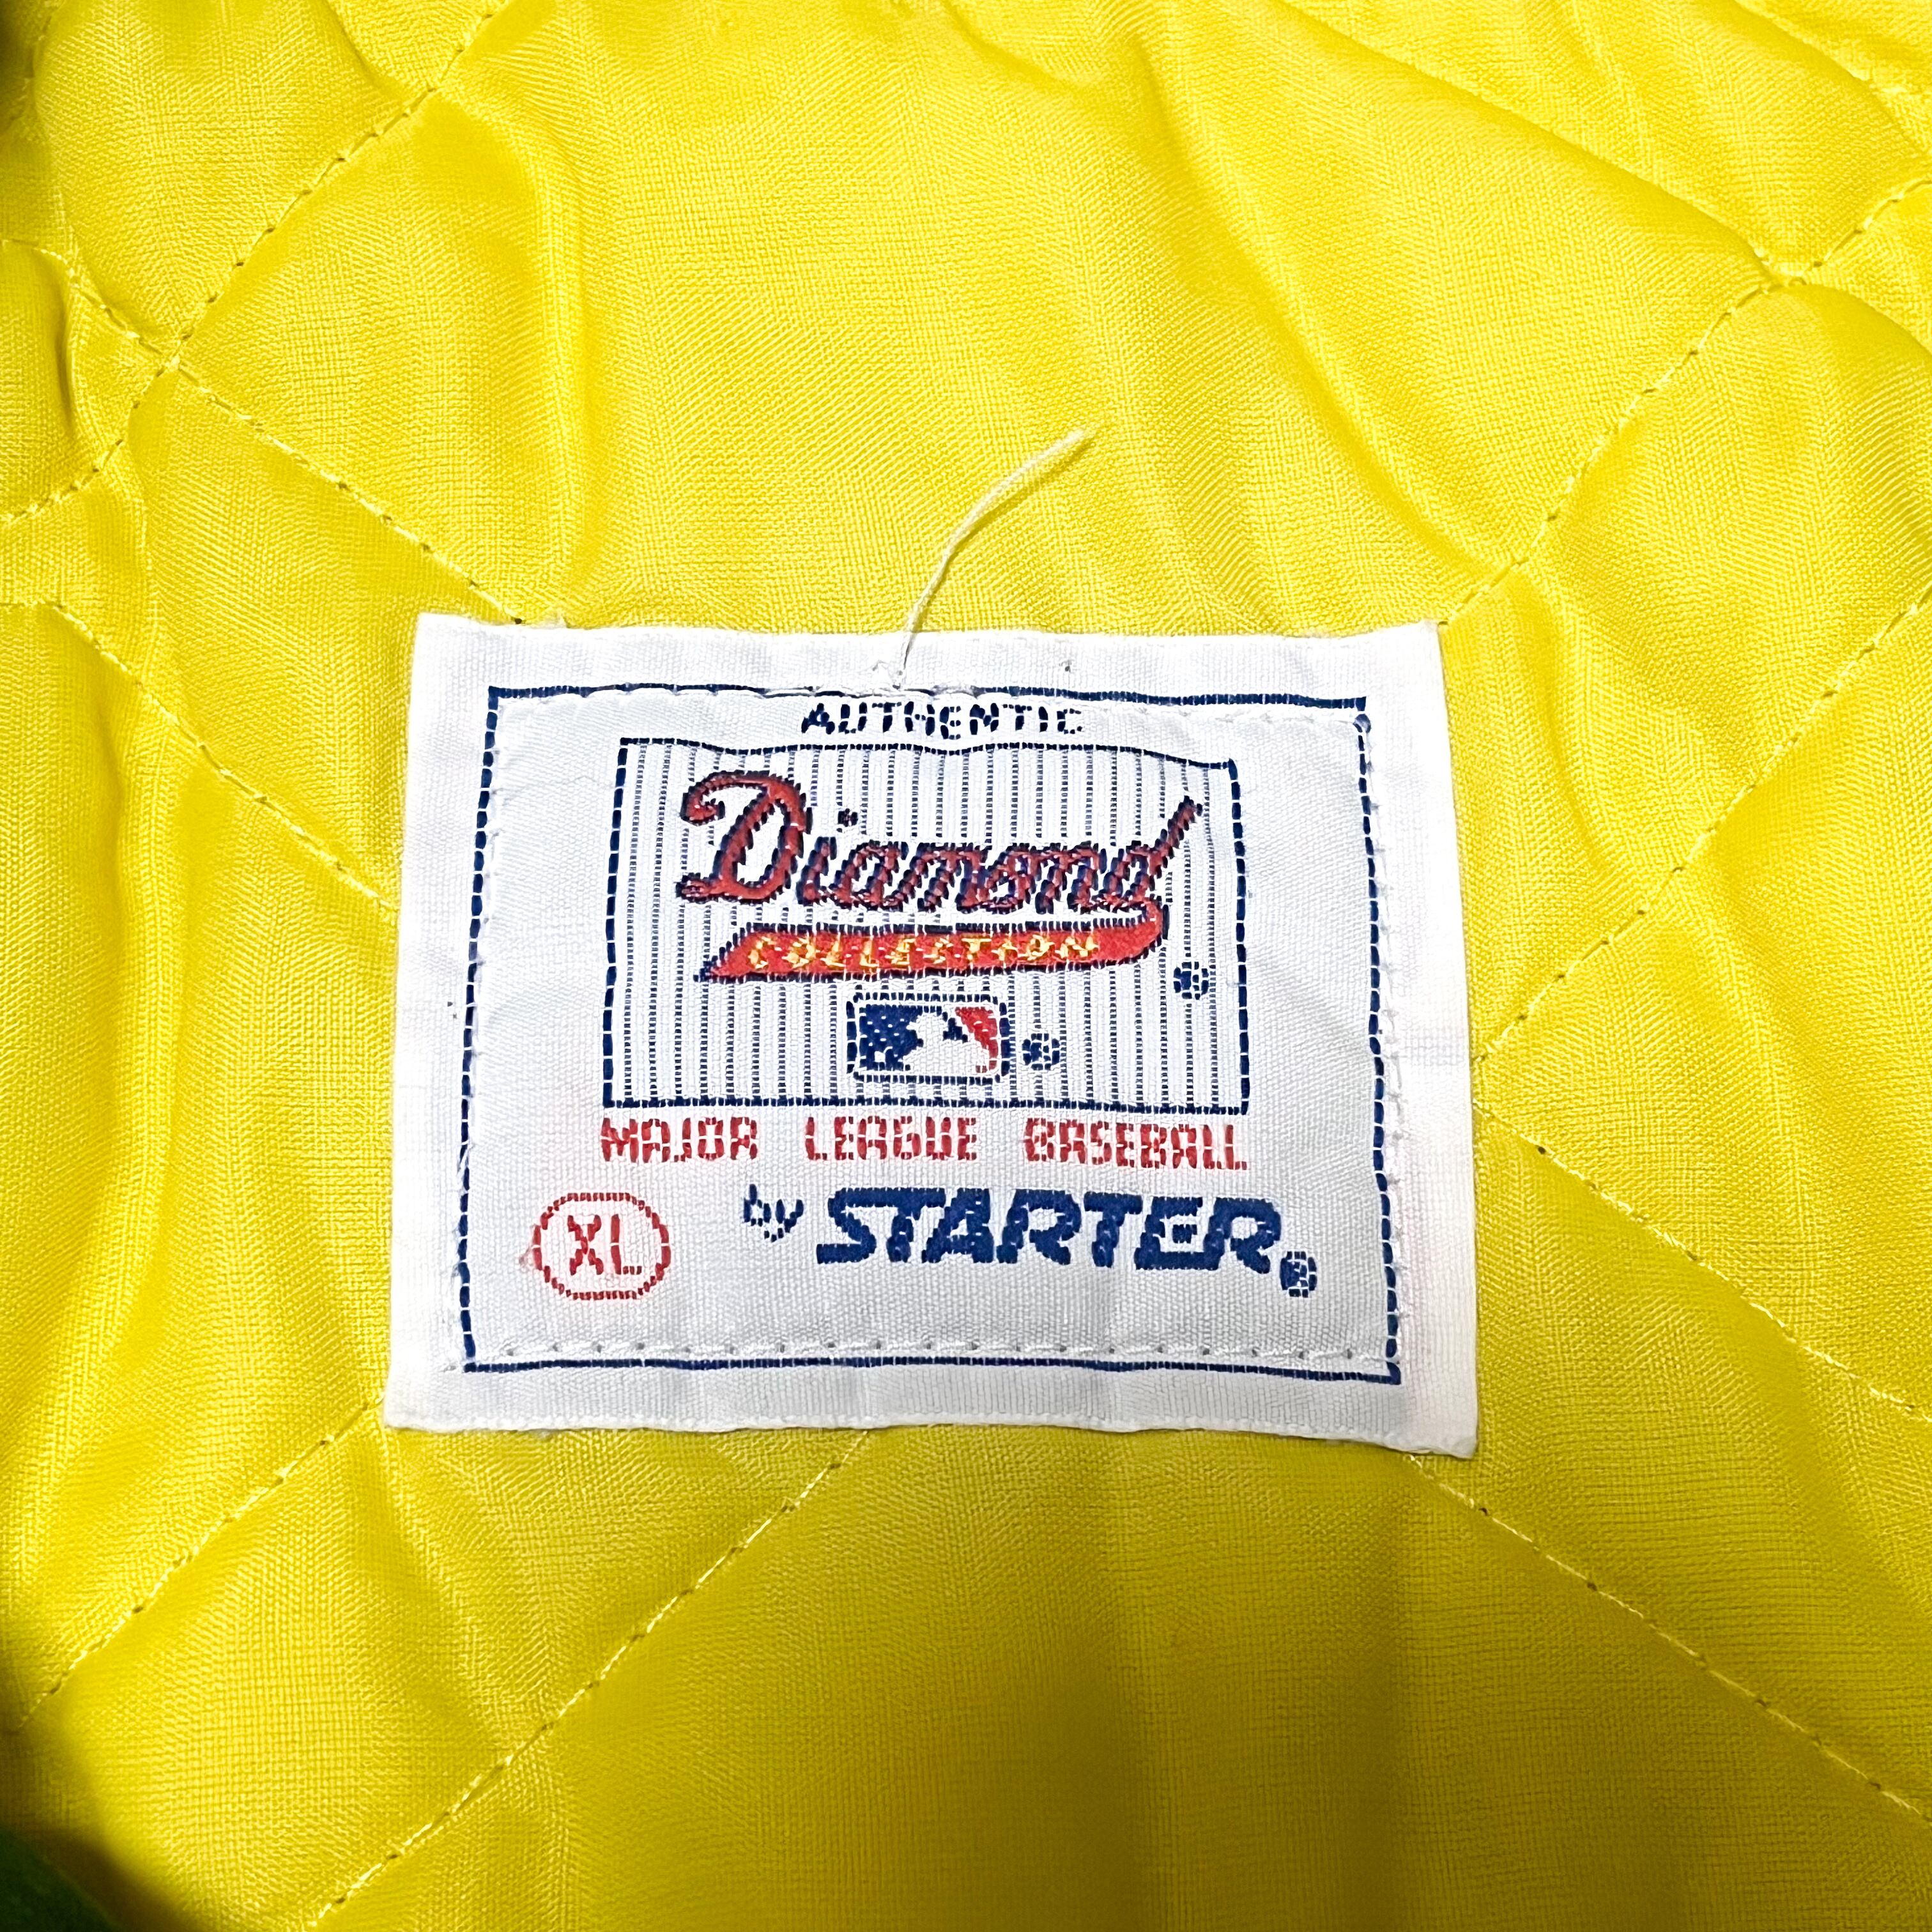 AUTHENTIC
Diamond
COLLECTION ®
®
MAJOR LEAGUE BASEBALL
XL by STARTER®